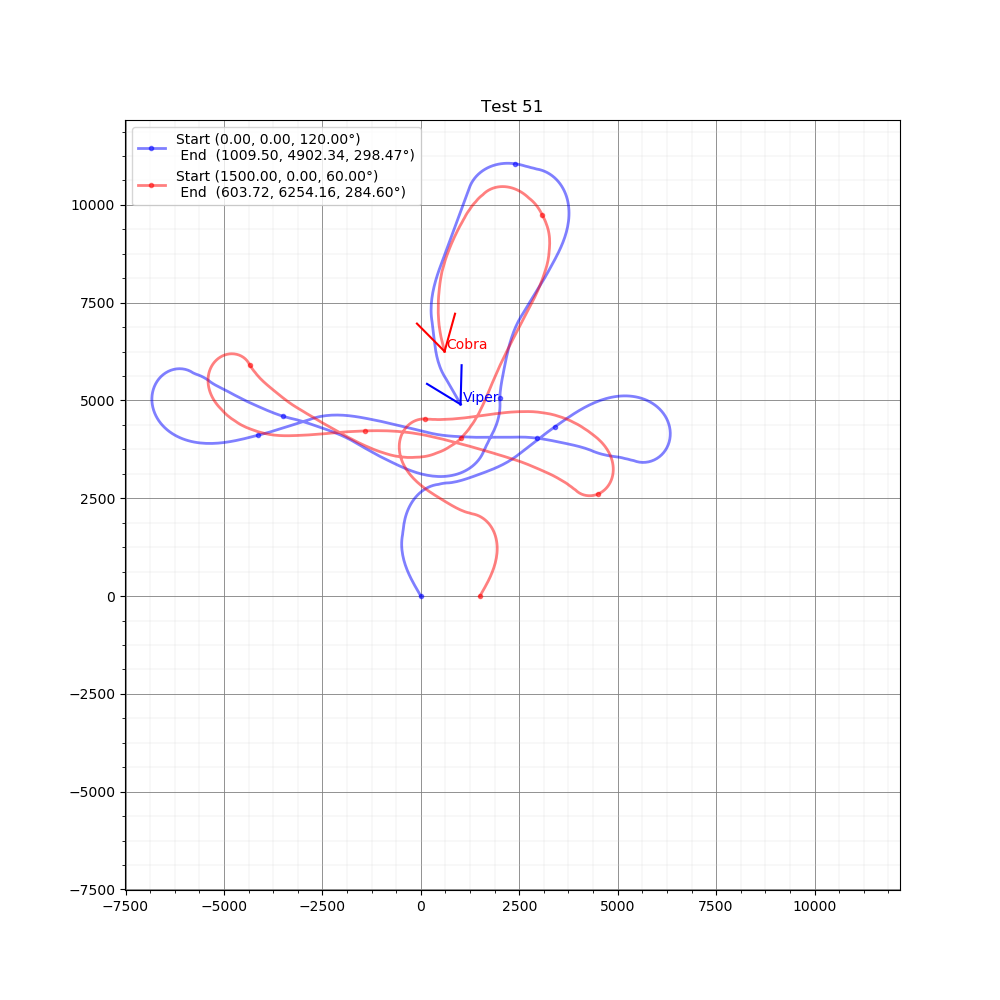 Test 51
Start (0.00, 0.00, 120.00°)
End  (1009.50, 4902.34, 298.47°)
Start (1500.00, 0.00, 60.00°)
End  (603.72, 6254.16, 284.60°)
10000
7500
5000
2500
0
−2500
−5000
−7500
Cobra
Viper
−7500 −5000 −2500 0 2500 5000 7500 10000